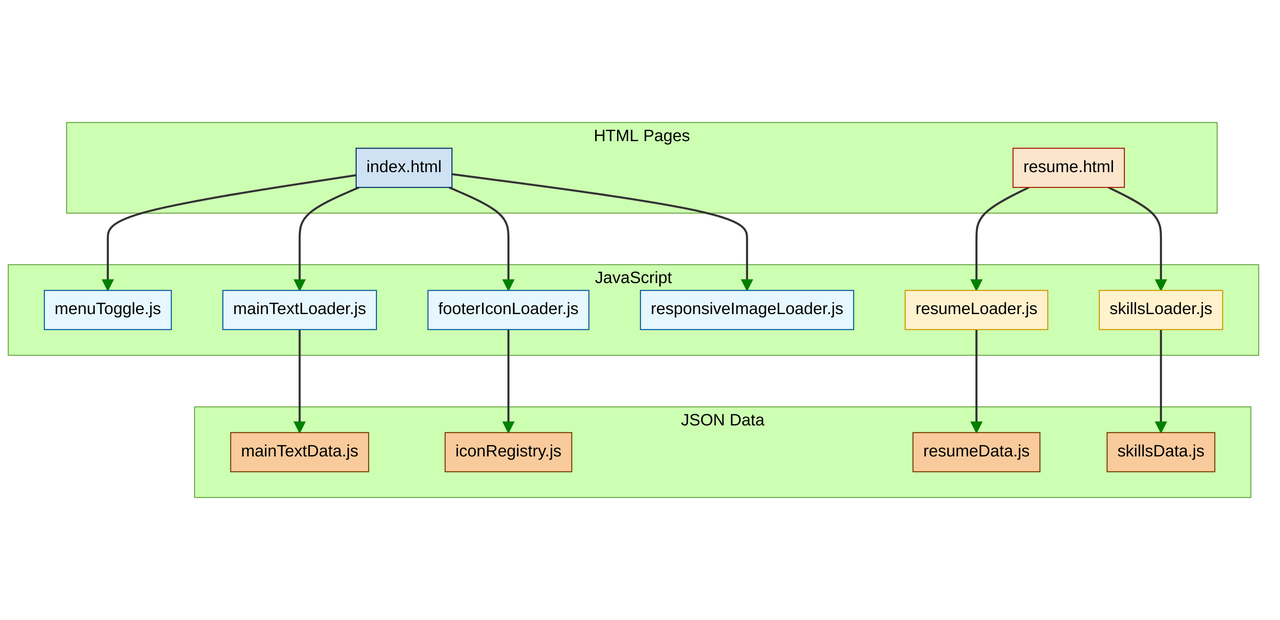 HTML Pages
index.html
resume.html
JavaScript
menuToggle.js
mainTextLoader.js
footerIconLoader.js
responsiveImageLoader.js
resumeLoader.js
skillsLoader.js
JSON Data
mainTextData.js
iconRegistry.js
resumeData.js
skillsData.js